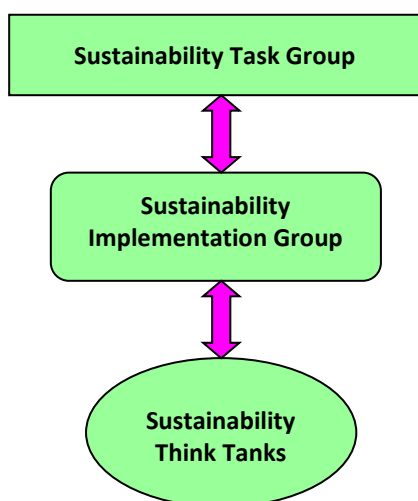 Sustainability Task Group
Sustainability
Implementation Group
Sustainability
Think Tanks